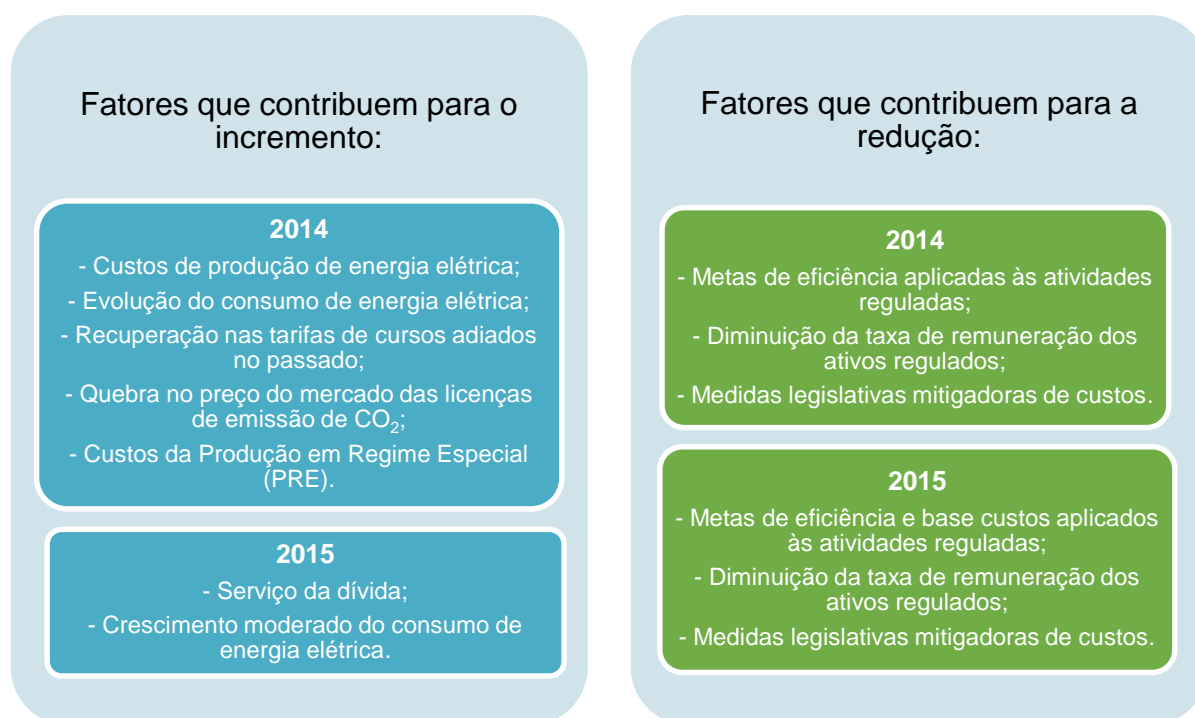 Fatores que contribuem para o
incremento:
2014
- Custos de produção de energia elétrica;
- Evolução do consumo de energia elétrica;
- Recuperação nas tarifas de cursos adiados
no passado;
- Quebra no preço do mercado das licenças
de emissão de CO₂;
- Custos da Produção em Regime Especial
(PRE).
2015
- Serviço da dívida;
- Crescimento moderado do consumo de
energia elétrica.
Fatores que contribuem para a
redução:
2014
- Metas de eficiência aplicadas às atividades
reguladas;
- Diminuição da taxa de remuneração dos
ativos regulados;
- Medidas legislativas mitigadoras de custos.
2015
- Metas de eficiência e base custos aplicados
às atividades reguladas;
- Diminuição da taxa de remuneração dos
ativos regulados;
- Medidas legislativas mitigadoras de custos.